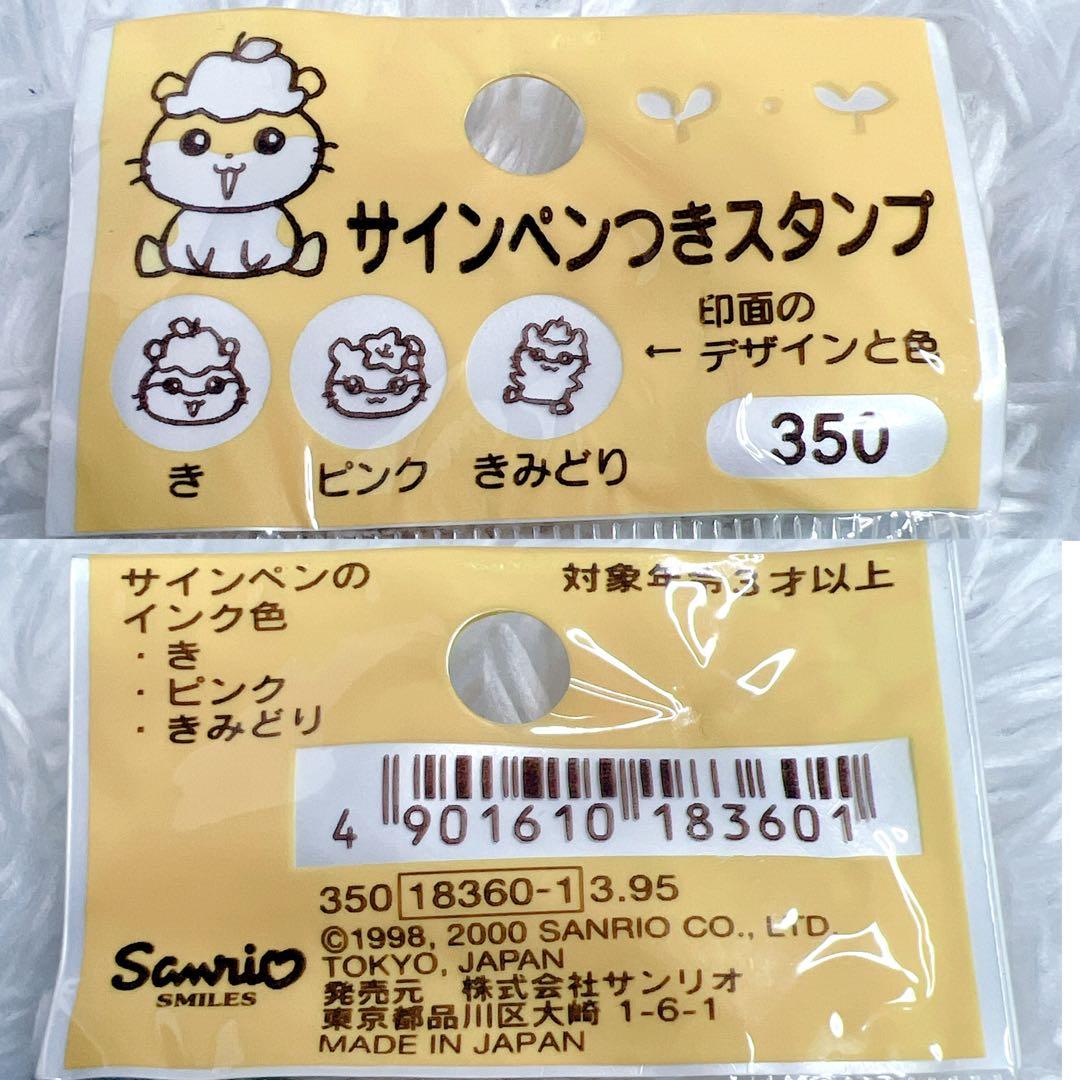 サインペンつきスタンプ
印面の
← デザインと色
き
ピンク
きみどり
350
サインペンの
インク色
・き
・ピンク
・きみどり
対象年令3才以上
4 901610 183601
350 18360-1 3.95
©1998, 2000 SANRIO CO., LTD.
TOKYO, JAPAN
発売元 株式会社サンリオ
東京都品川区大崎 1-6-1
MADE IN JAPAN
Sanrio
SMILES